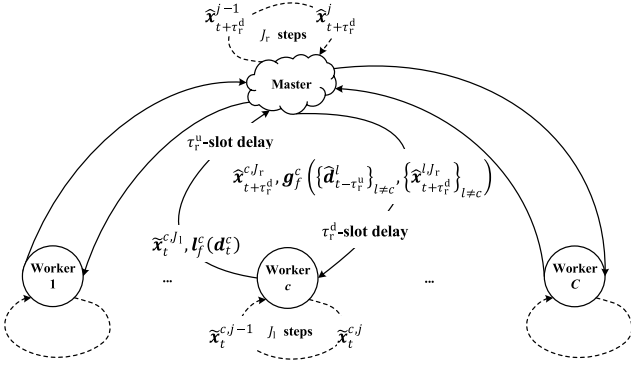 x̂^{j-1}_{t+τ_r^d} x̂^{j}_{t+τ_r^d}
J_r steps
Master
τ_r^u-slot delay
x̂^{c,J_r}_{t+τ_r^d}, g_f^c ( {d̂^l_{t-τ_r^u}}_{l≠c}, {x̂^{l,J_r}_{t+τ_r^d}}_{l≠c} )
τ_r^d-slot delay
x̃_t^{c,J_l}, l_f^c(d_t^c)
Worker 1
...
Worker c
...
Worker C
x̃_t^{c,j-1} J_l steps x̃_t^{c,j}